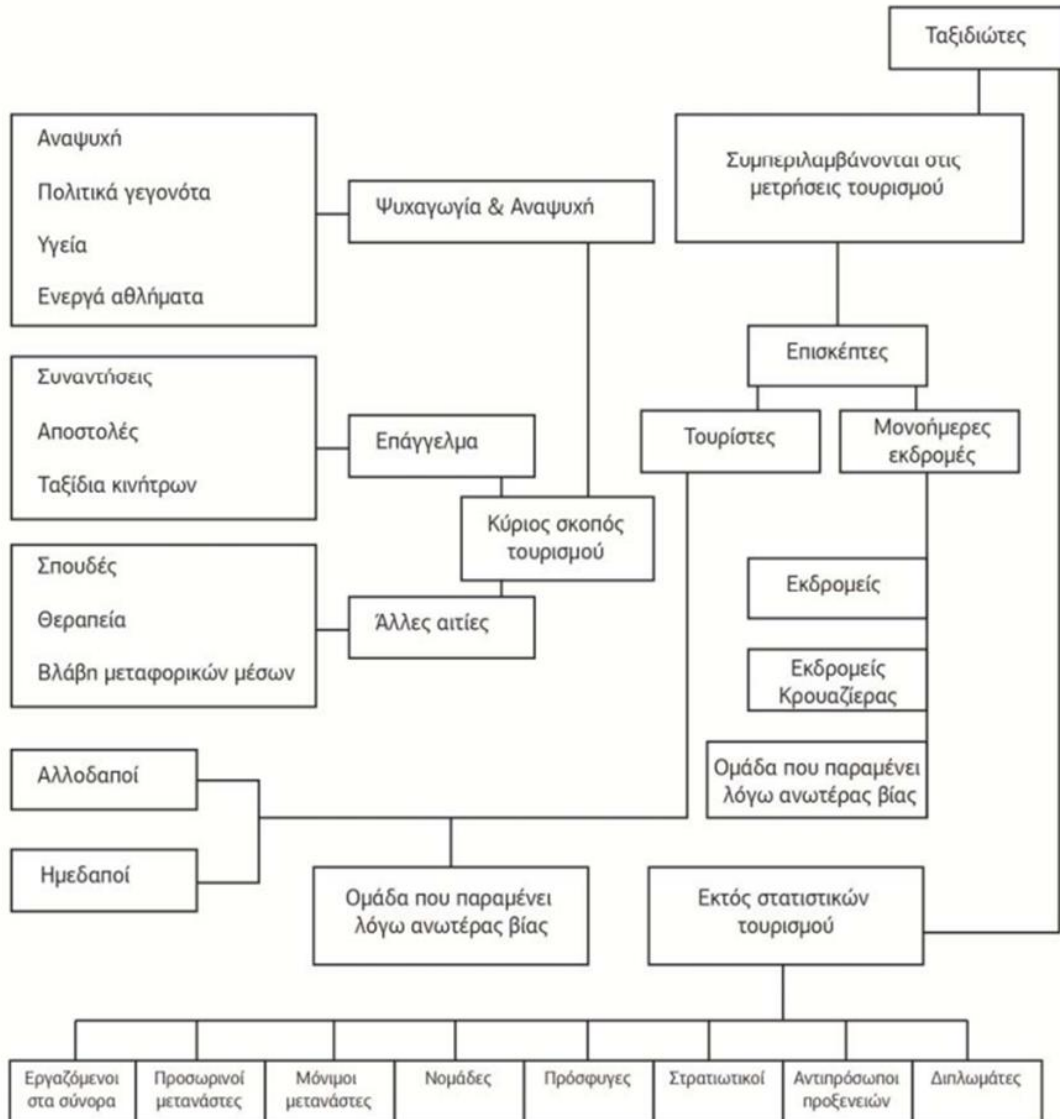 Ταξιδιώτες
Αναψυχή
Πολιτικά γεγονότα
Υγεία
Ενεργά αθλήματα
Ψυχαγωγία & Αναψυχή
Συμπεριλαμβάνονται στις
μετρήσεις τουρισμού
Επισκέπτες
Συναντήσεις
Αποστολές
Ταξίδια κινήτρων
Επάγγελμα
Τουρίστες
Μονοήμερες
εκδρομές
Κύριος σκοπός
τουρισμού
Σπουδές
Θεραπεία
Βλάβη μεταφορικών μέσων
Άλλες αιτίες
Εκδρομείς
Εκδρομείς
Κρουαζίερας
Ομάδα που παραμένει
λόγω ανωτέρας βίας
Αλλοδαποί
Ημεδαποί
Ομάδα που παραμένει
λόγω ανωτέρας βίας
Εκτός στατιστικών
τουρισμού
Εργαζόμενοι
στα σύνορα
Προσωρινοί
μετανάστες
Μόνιμοι
μετανάστες
Νομάδες
Πρόσφυγες
Στρατιωτικοί
Αντιπρόσωποι
προξενειών
Διπλωμάτες